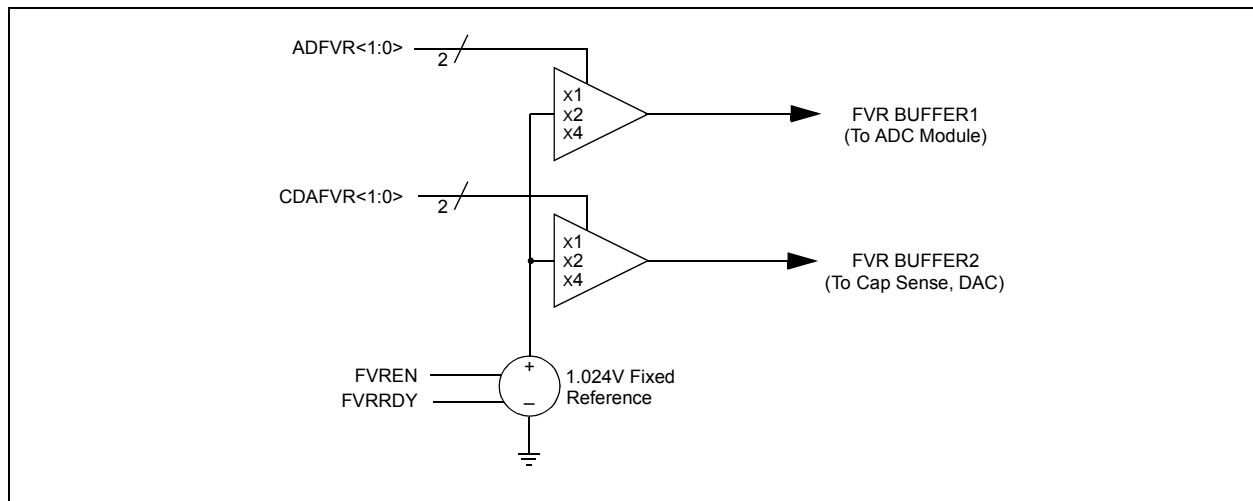 ADFVR<1:0>
2
X1
X2
X4
FVR BUFFER1
(To ADC Module)
CDAFVR<1:0>
2
X1
X2
X4
FVR BUFFER2
(To Cap Sense, DAC)
+
FVREN
1.024V Fixed
FVRRDY
_
Reference